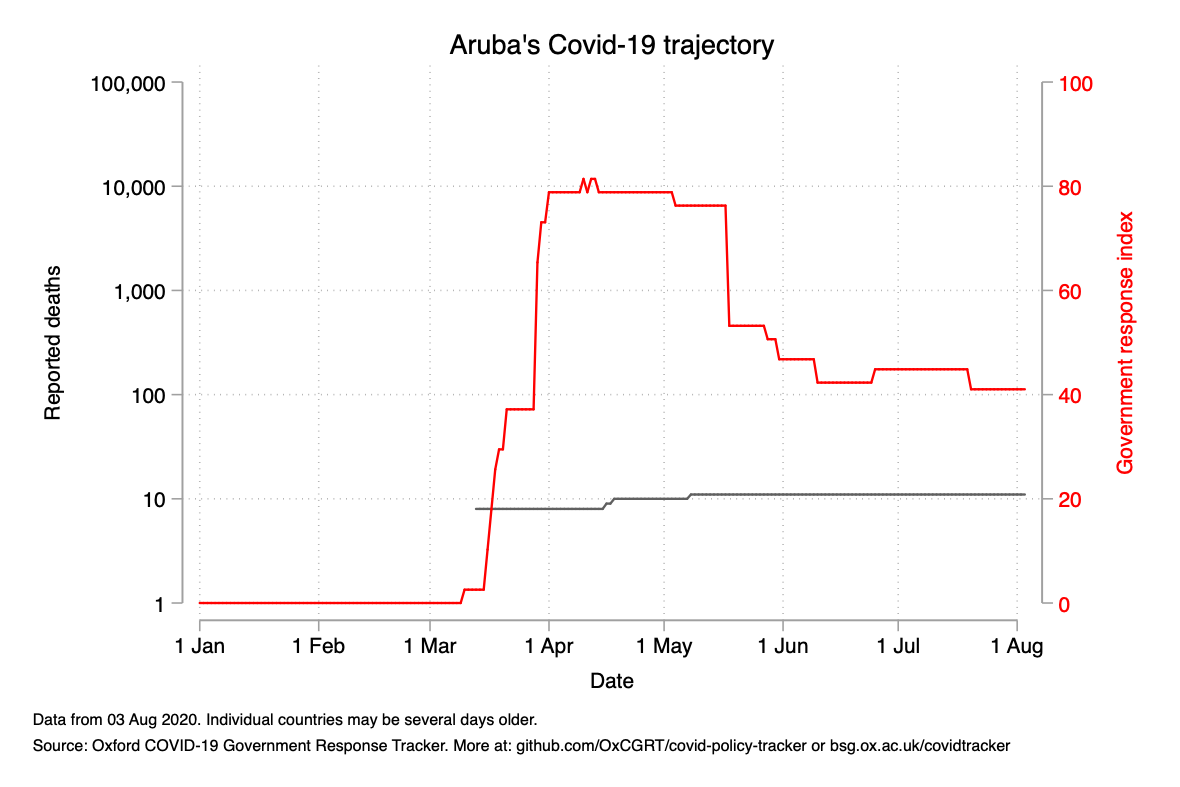 Aruba's Covid-19 trajectory
100,000
10,000
1,000
100
10
1
Reported deaths
100
80
60
40
20
0
Government response index
1 Jan 1 Feb 1 Mar 1 Apr 1 May 1 Jun 1 Jul 1 Aug
Date
Data from 03 Aug 2020. Individual countries may be several days older.
Source: Oxford COVID-19 Government Response Tracker. More at: github.com/OxCGRT/covid-policy-tracker or bsg.ox.ac.uk/covidtracker